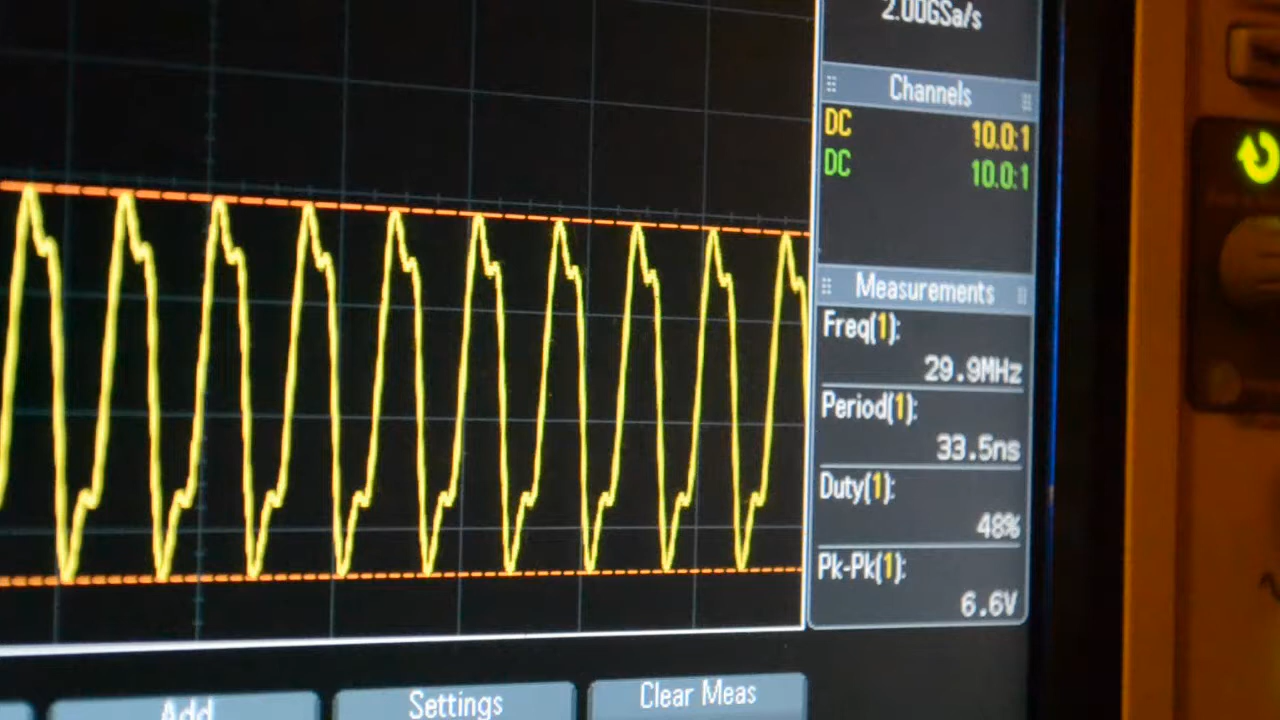 2.00GSa/s
Channels
DC 10.0:1
DC 10.0:1
Measurements
Freq(1):
29.9MHz
Period(1):
33.5ns
Duty(1):
48%
Pk-Pk(1):
6.6V
Add Settings Clear Meas